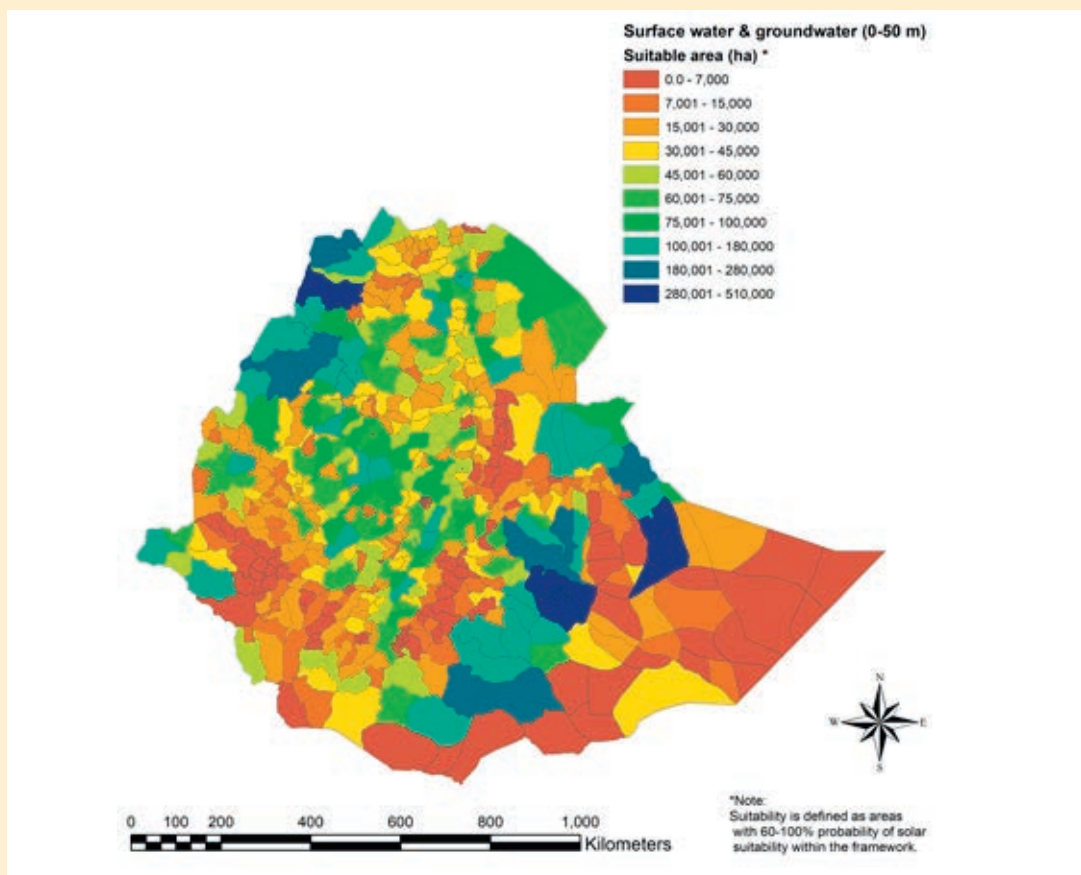 Surface water & groundwater (0-50 m)
Suitable area (ha) *
0.0 - 7,000
7,001 - 15,000
15,001 - 30,000
30,001 - 45,000
45,001 - 60,000
60,001 - 75,000
75,001 - 100,000
100,001 - 180,000
180,001 - 280,000
280,001 - 510,000
N
W E
S
0 100 200 400 600 800 1,000
Kilometers
*Note:
Suitability is defined as areas
with 60-100% probability of solar
suitability within the framework.